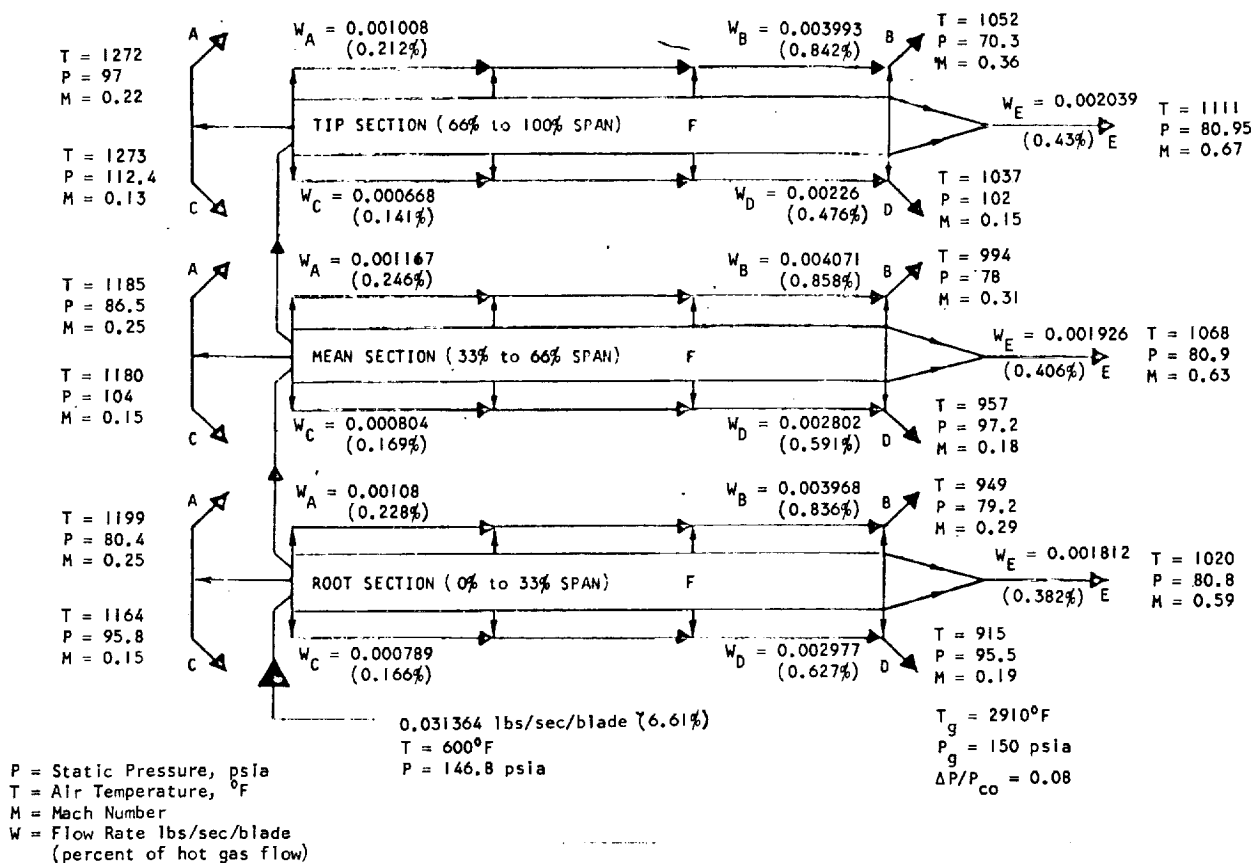 A
W_A = 0.001008
(0.212%)
W_B = 0.003993
(0.842%)
B
T = 1052
P = 70.3
M = 0.36
T = 1272
P = 97
M = 0.22
TIP SECTION (66% to 100% SPAN)
F
W_E = 0.002039
(0.43%)
E
T = 1111
P = 80.95
M = 0.67
T = 1273
P = 112.4
M = 0.13
C
W_C = 0.000668
(0.141%)
W_D = 0.00226
(0.476%)
D
T = 1037
P = 102
M = 0.15
A
W_A = 0.001167
(0.246%)
W_B = 0.004071
(0.858%)
B
T = 994
P = 78
M = 0.31
T = 1185
P = 86.5
M = 0.25
MEAN SECTION (33% to 66% SPAN)
F
W_E = 0.001926
(0.406%)
E
T = 1068
P = 80.9
M = 0.63
T = 1180
P = 104
M = 0.15
C
W_C = 0.000804
(0.169%)
W_D = 0.002802
(0.591%)
D
T = 957
P = 97.2
M = 0.18
A
W_A = 0.00108
(0.228%)
W_B = 0.003968
(0.836%)
B
T = 949
P = 79.2
M = 0.29
T = 1199
P = 80.4
M = 0.25
ROOT SECTION (0% to 33% SPAN)
F
W_E = 0.001812
(0.382%)
E
T = 1020
P = 80.8
M = 0.59
T = 1164
P = 95.8
M = 0.15
C
W_C = 0.000789
(0.166%)
W_D = 0.002977
(0.627%)
D
T = 915
P = 95.5
M = 0.19
0.031364 lbs/sec/blade (6.61%)
T = 600°F
P = 146.8 psia
T_g = 2910°F
P_g = 150 psia
ΔP/P_co = 0.08
P = Static Pressure, psia
T = Air Temperature, °F
M = Mach Number
W = Flow Rate lbs/sec/blade
(percent of hot gas flow)